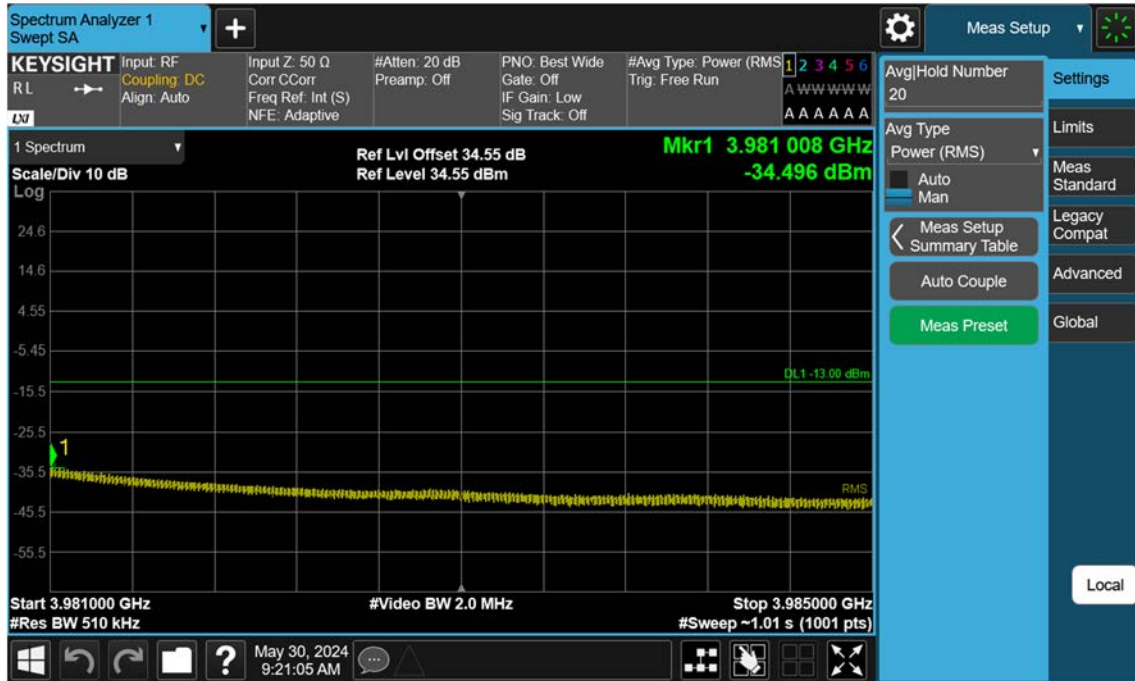 Spectrum Analyzer 1
Swept SA
+
Meas Setup
KEYSIGHT
R L
LXI
Input: RF
Coupling: DC
Align: Auto
Input Z: 50 Ω
Corr CCorr
Freq Ref: Int (S)
NFE: Adaptive
#Atten: 20 dB
Preamp: Off
PNO: Best Wide
Gate: Off
IF Gain: Low
Sig Track: Off
#Avg Type: Power (RMS
Trig: Free Run
1 2 3 4 5 6
A W W W W W
A A A A A A
1 Spectrum
Scale/Div 10 dB
Log
Ref Lvl Offset 34.55 dB
Ref Level 34.55 dBm
Mkr1 3.981 008 GHz
-34.496 dBm
24.6
14.6
4.55
-5.45
DL1 -13.00 dBm
-15.5
-25.5
1
-35.5
RMS
-45.5
-55.5
Start 3.981000 GHz
#Video BW 2.0 MHz
Stop 3.985000 GHz
#Res BW 510 kHz
#Sweep ~1.01 s (1001 pts)
Avg|Hold Number
20
Avg Type
Power (RMS)
Auto
Man
Meas Setup
Summary Table
Auto Couple
Meas Preset
Settings
Limits
Meas
Standard
Legacy
Compat
Advanced
Global
Local
?
May 30, 2024
9:21:05 AM